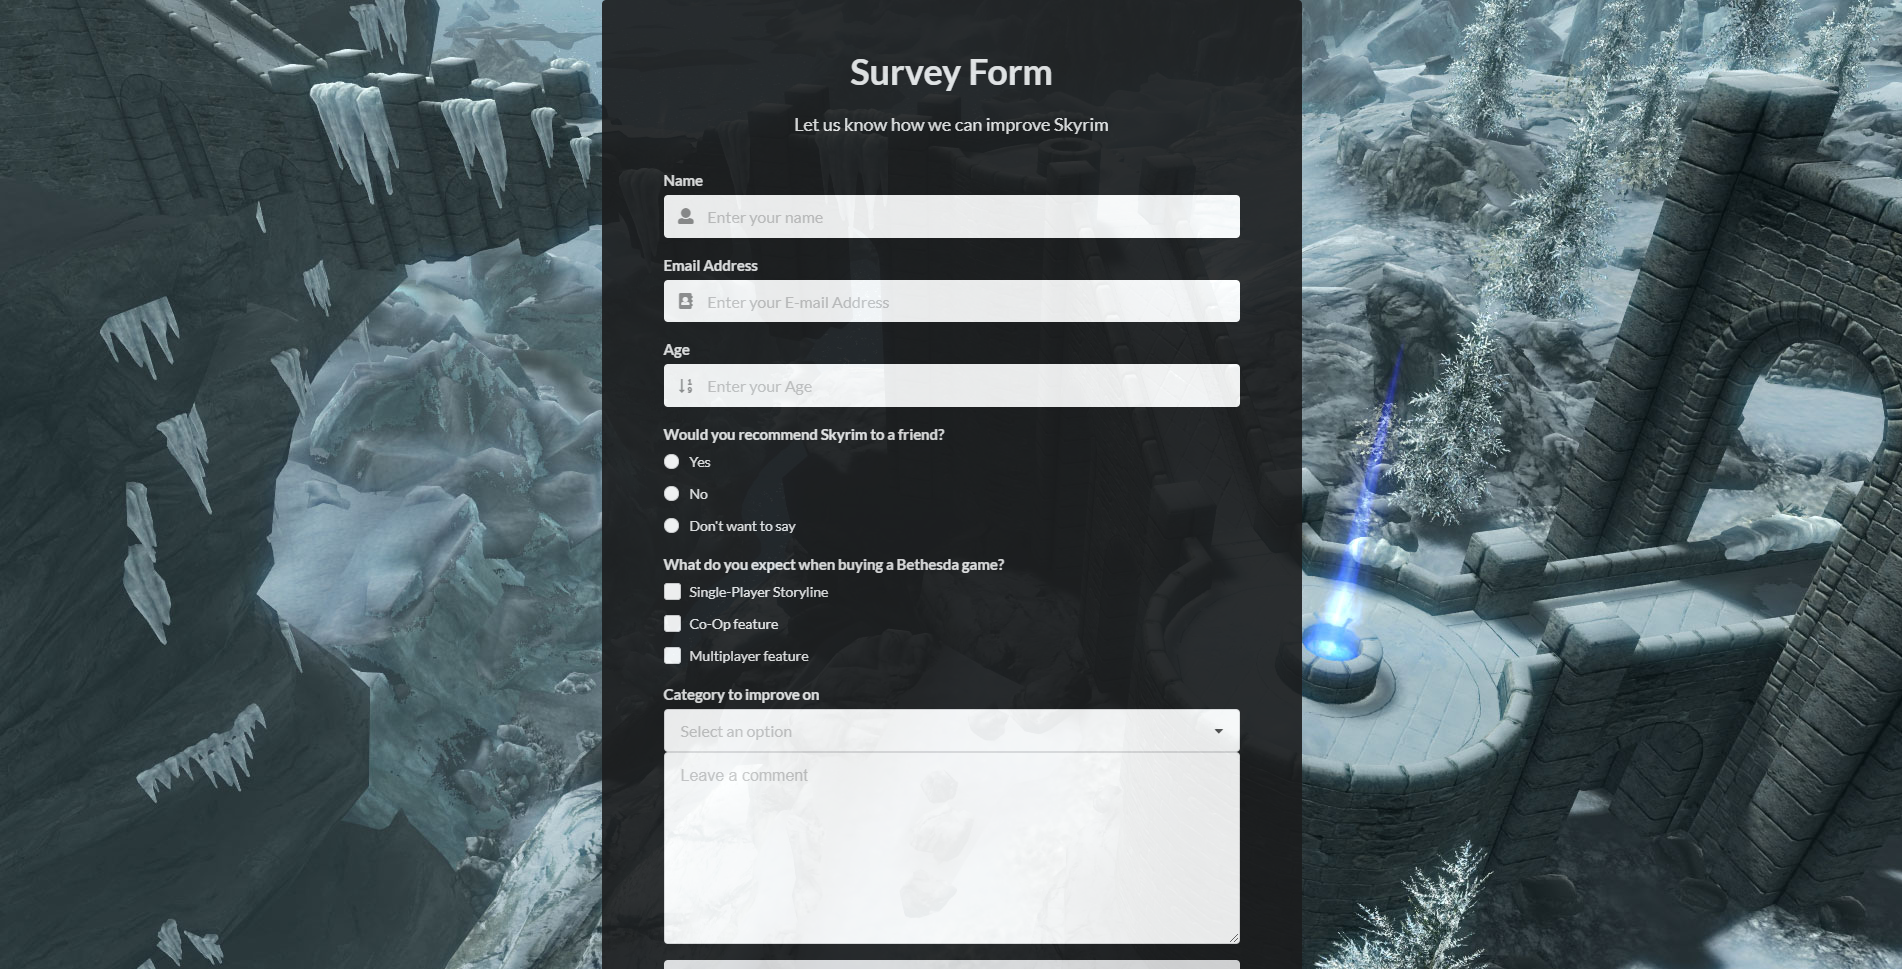 Survey Form
Let us know how we can improve Skyrim
Name
Enter your name
Email Address
Enter your E-mail Address
Age
Enter your Age
Would you recommend Skyrim to a friend?
Yes
No
Don't want to say
What do you expect when buying a Bethesda game?
Single-Player Storyline
Co-Op feature
Multiplayer feature
Category to improve on
Select an option
Leave a comment